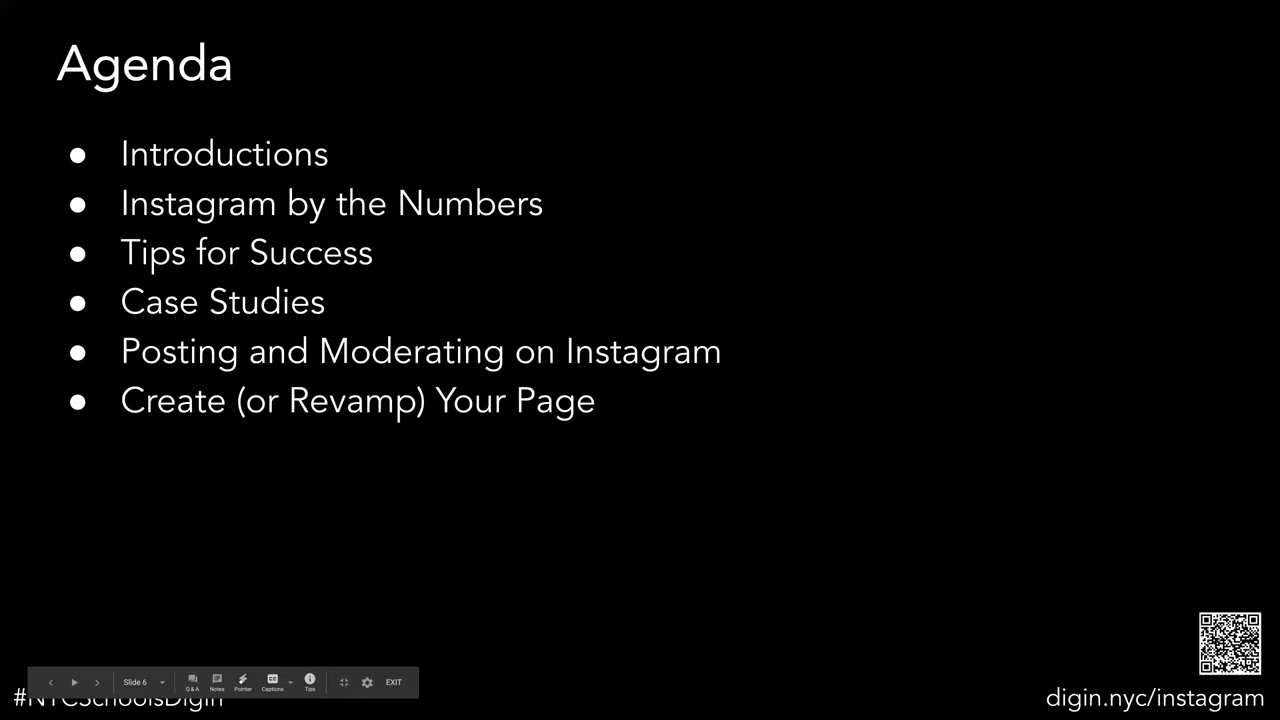 Agenda
● Introductions
● Instagram by the Numbers
● Tips for Success
● Case Studies
● Posting and Moderating on Instagram
● Create (or Revamp) Your Page
Slide 6
Q & A
Notes
Pointer
Captions
Tips
EXIT
#NYCSchoolsDigIn
digin.nyc/instagram